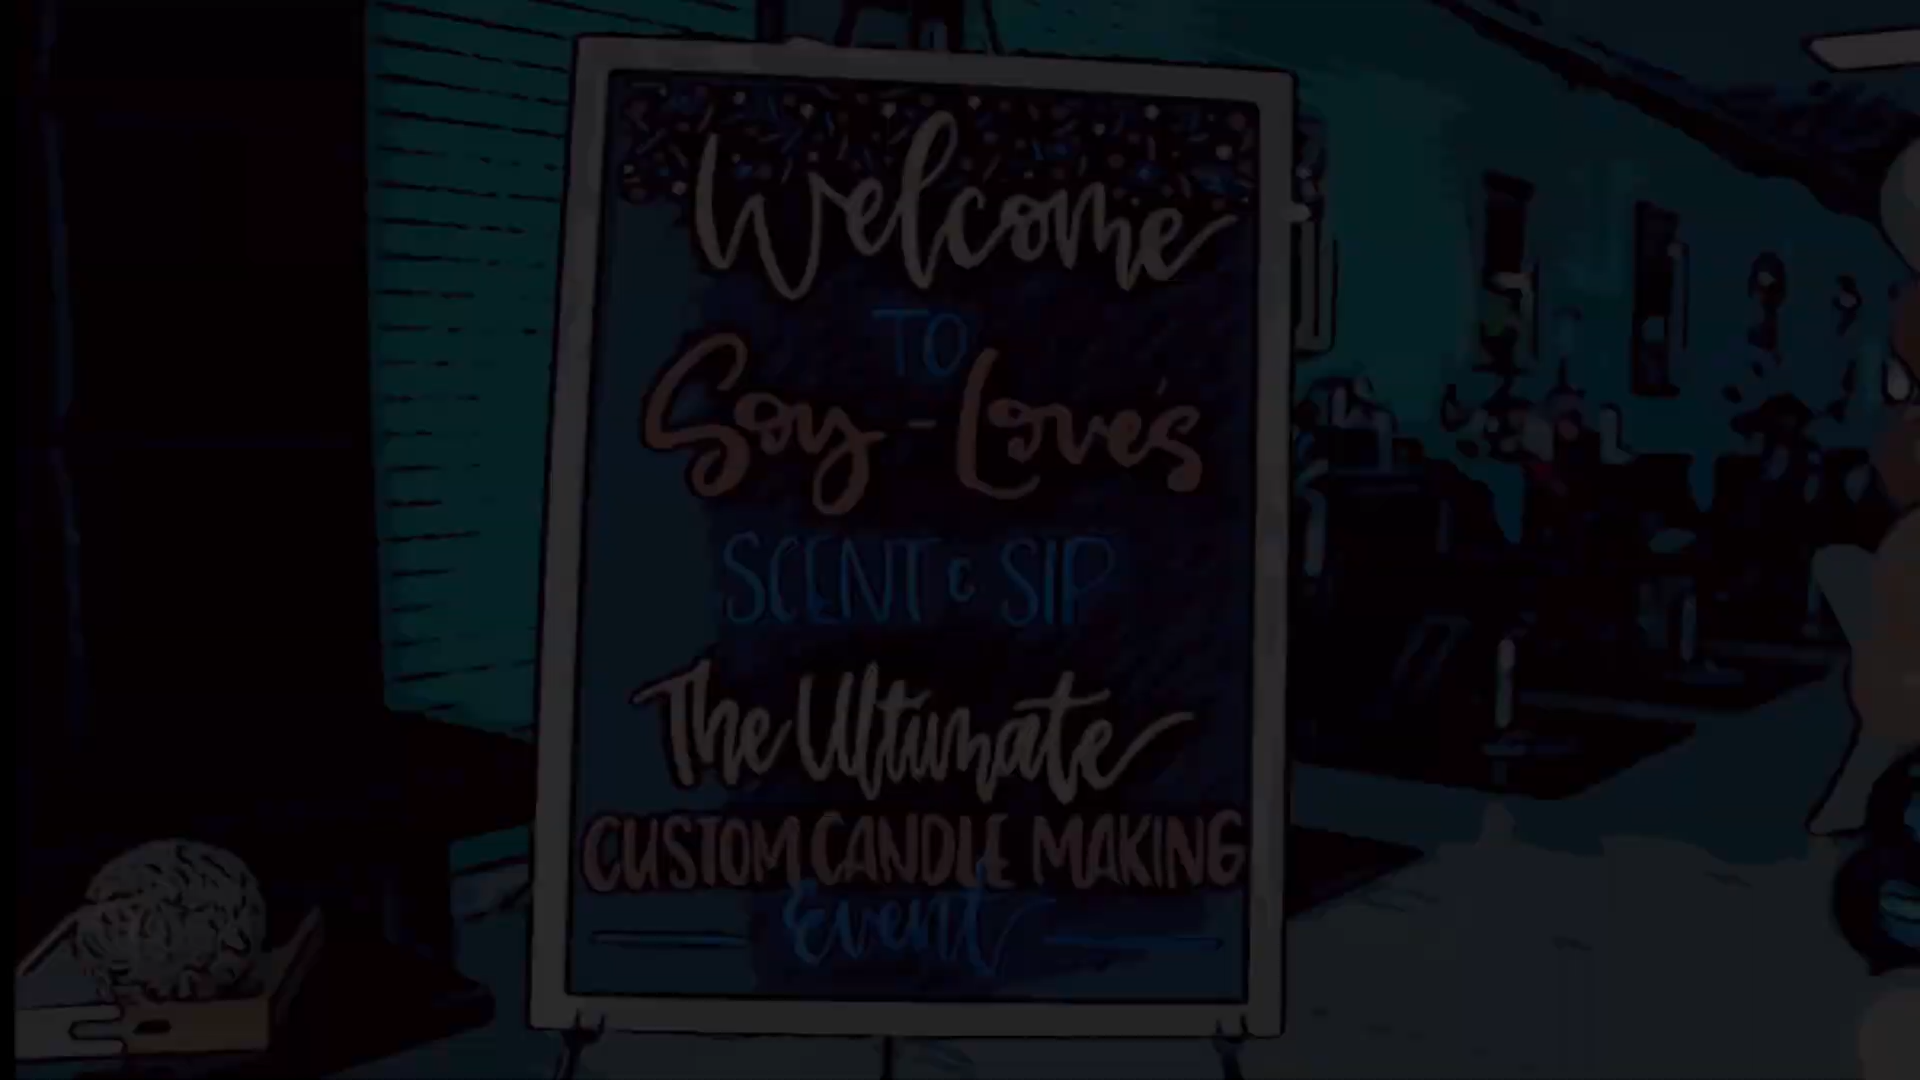 Welcome
TO
Soy-Love's
SCENT & SIP
The Ultimate
CUSTOM CANDLE MAKING
Event